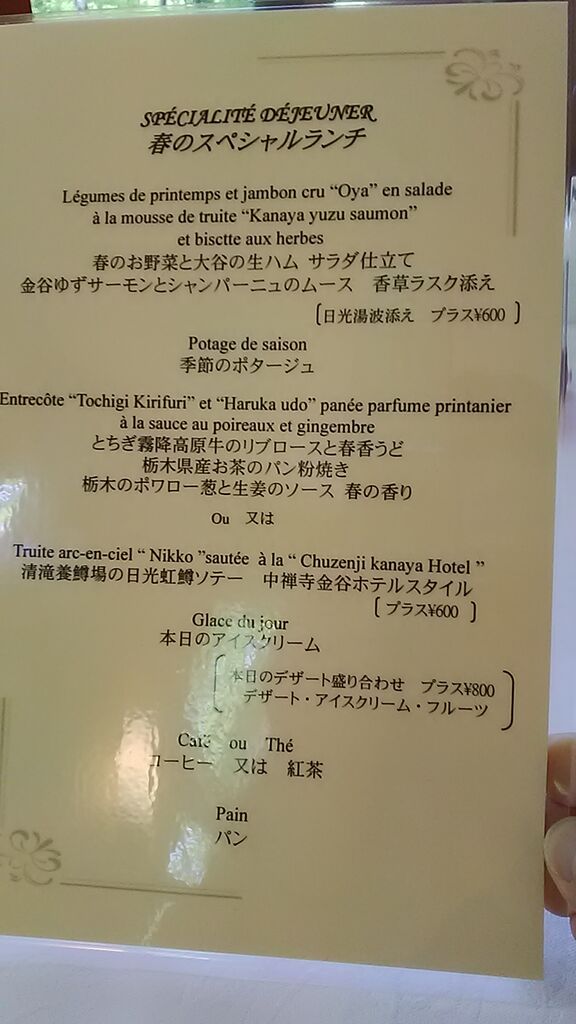 SPÉCIALITÉ DÉJEUNER
春のスペシャルランチ
Légumes de printemps et jambon cru “Oya” en salade
à la mousse de truite “Kanaya yuzu saumon”
et bisctte aux herbes
春のお野菜と大谷の生ハム サラダ仕立て
金谷ゆずサーモンとシャンパーニュのムース 香草ラスク添え
〔日光湯波添え プラス¥600 〕
Potage de saison
季節のポタージュ
Entrecôte “Tochigi Kirifuri” et “Haruka udo” panée parfume printanier
à la sauce au poireaux et gingembre
とちぎ霧降高原牛のリブロースと春香うど
栃木県産お茶のパン粉焼き
栃木のポワロー葱と生姜のソース 春の香り
Ou 又は
Truite arc-en-ciel “ Nikko ”sautée à la “ Chuzenji kanaya Hotel ”
清滝養鱒場の日光虹鱒ソテー 中禅寺金谷ホテルスタイル
〔 プラス¥600 〕
Glace du jour
本日のアイスクリーム
本日のデザート盛り合わせ プラス¥800
デザート・アイスクリーム・フルーツ
Café ou Thé
コーヒー 又は 紅茶
Pain
パン